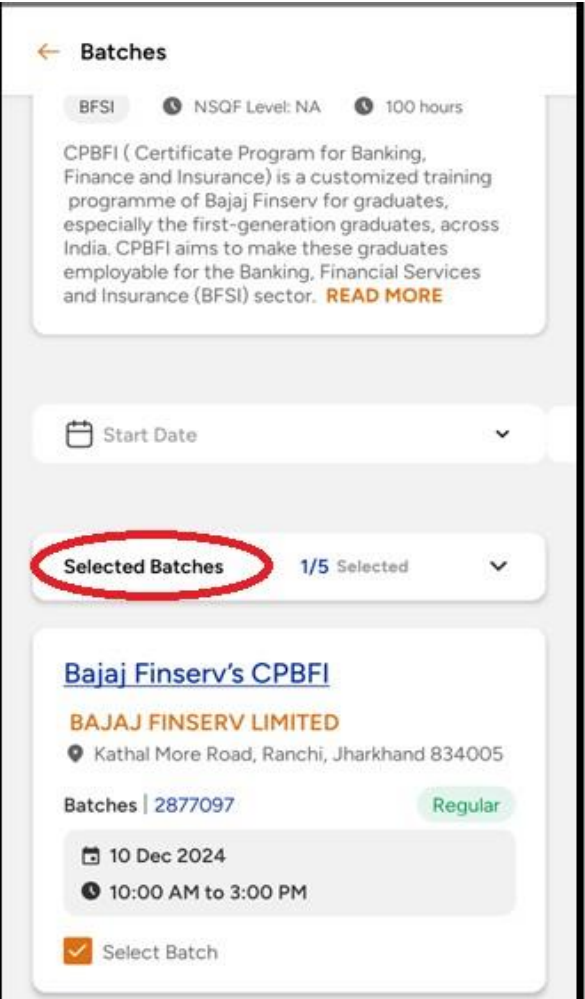 Batches
BFSI NSQF Level: NA 100 hours
CPBFI ( Certificate Program for Banking,
Finance and Insurance) is a customized training
programme of Bajaj Finserv for graduates,
especially the first-generation graduates, across
India. CPBFI aims to make these graduates
employable for the Banking, Financial Services
and Insurance (BFSI) sector. READ MORE
Start Date
Selected Batches 1/5 Selected
Bajaj Finserv’s CPBFI
BAJAJ FINSERV LIMITED
Kathal More Road, Ranchi, Jharkhand 834005
Batches | 2877097 Regular
10 Dec 2024
10:00 AM to 3:00 PM
Select Batch